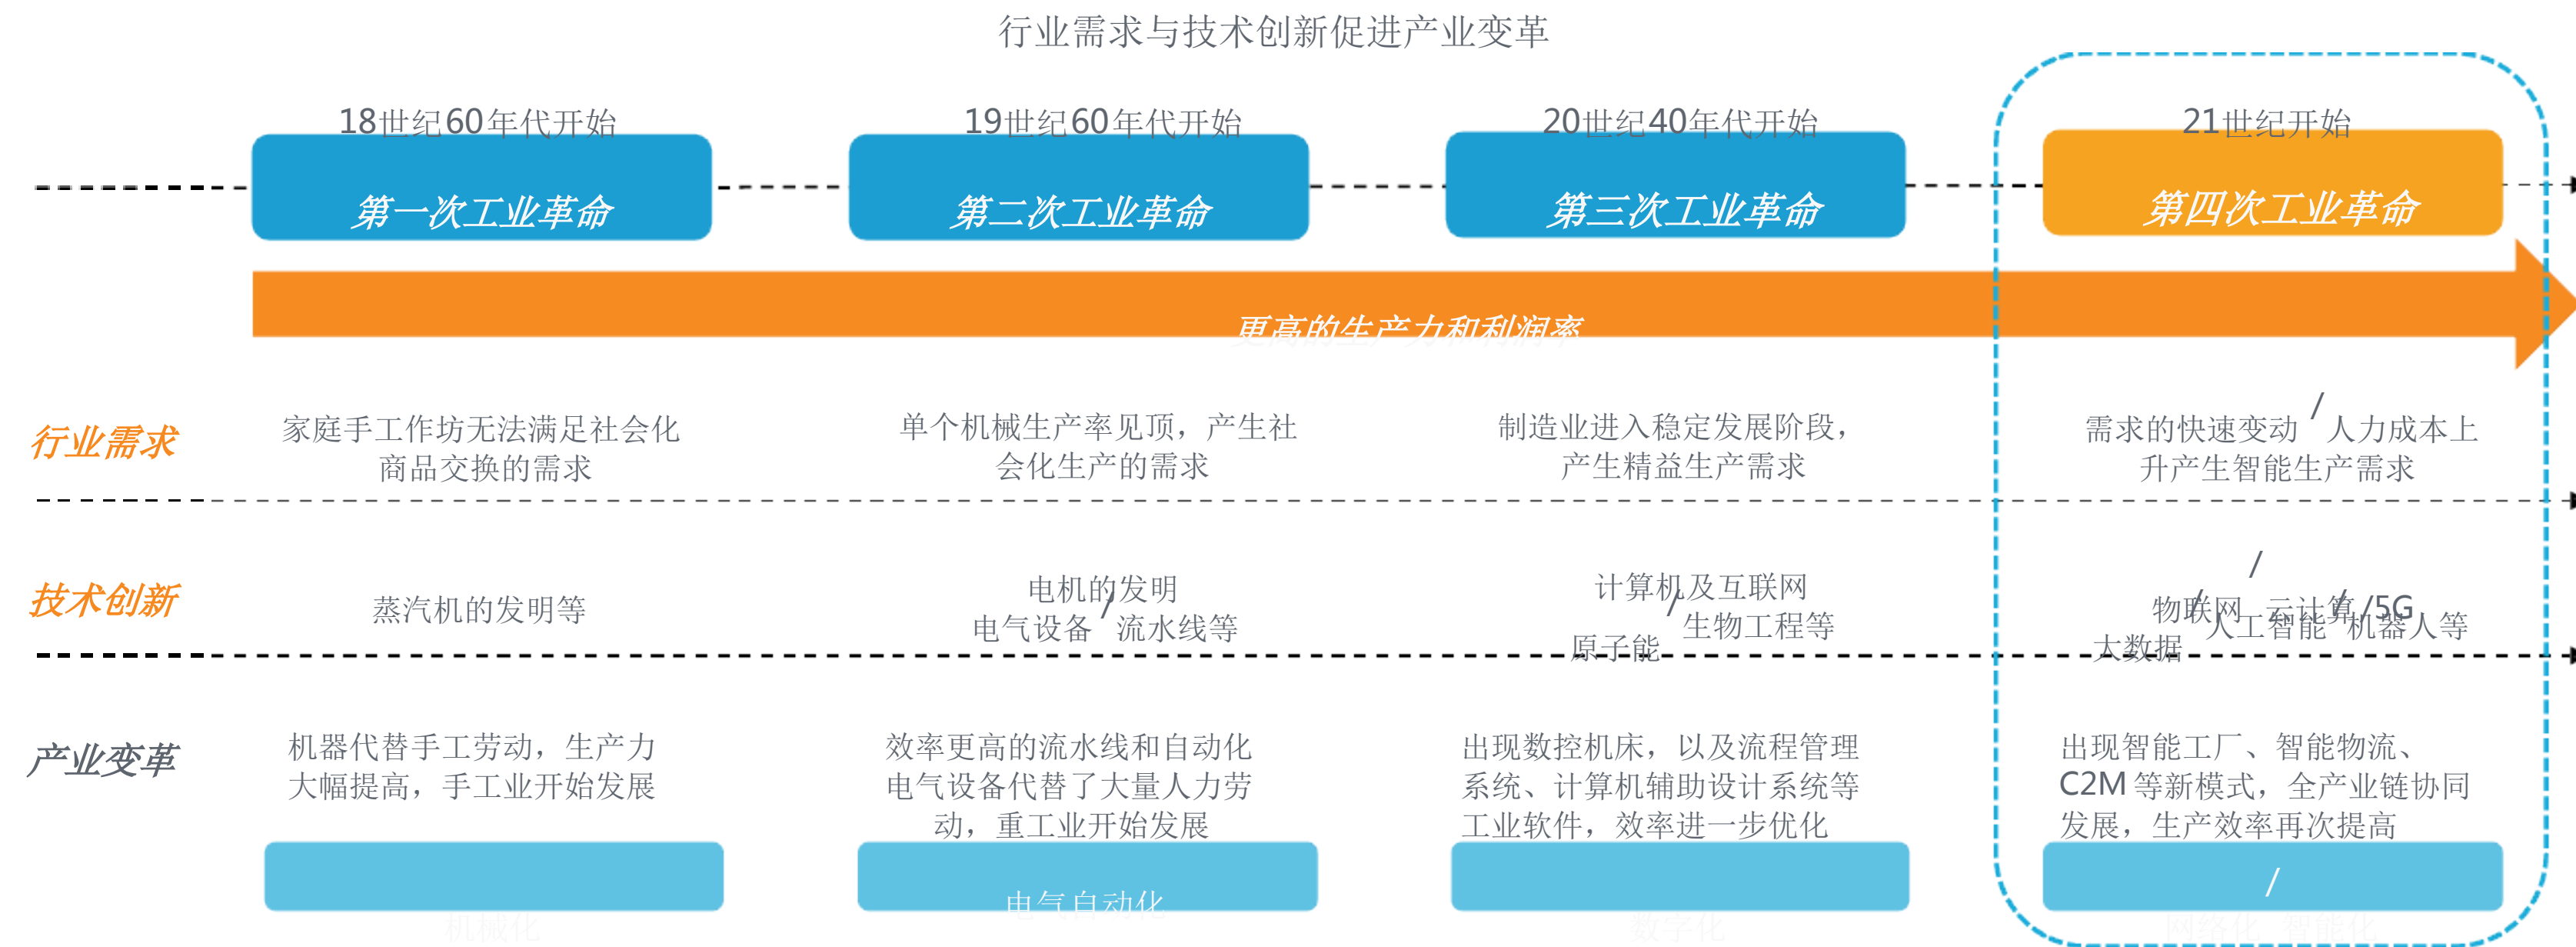 行业需求与技术创新促进产业变革
18世纪60年代开始
19世纪60年代开始
20世纪40年代开始
21世纪开始
第一次工业革命
第二次工业革命
第三次工业革命
第四次工业革命
更高的生产力和利润率
行业需求
家庭手工作坊无法满足社会化
商品交换的需求
单个机械生产率见顶，产生社
会化生产的需求
制造业进入稳定发展阶段，
产生精益生产需求
需求的快速变动/人力成本上
升产生智能生产需求
技术创新
蒸汽机的发明等
电机的发明
电气设备/流水线等
计算机及互联网
原子能/生物工程等
物联网/云计算/5G
大数据/人工智能/机器人等
产业变革
机器代替手工劳动，生产力
大幅提高，手工业开始发展
效率更高的流水线和自动化
电气设备代替了大量人力劳
动，重工业开始发展
出现数控机床，以及流程管理
系统、计算机辅助设计系统等
工业软件，效率进一步优化
出现智能工厂、智能物流、
C2M等新模式，全产业链协同
发展，生产效率再次提高
机械化
电气自动化
数字化
网络化/智能化